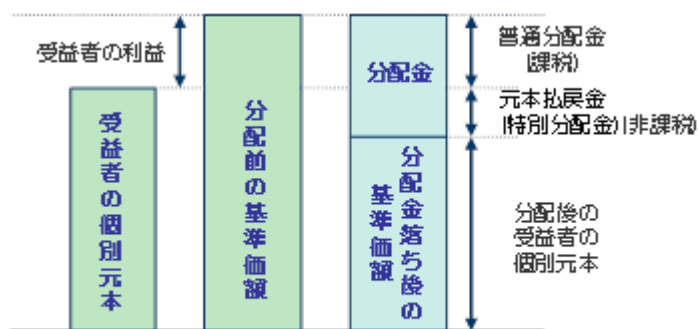 受益者の利益
受益者の個別元本
分配前の基準価額
分配金
分配金落ち後の
基準価額
普通分配金
(課税)
元本払戻金
(特別分配金)(非課税)
分配後の
受益者の
個別元本